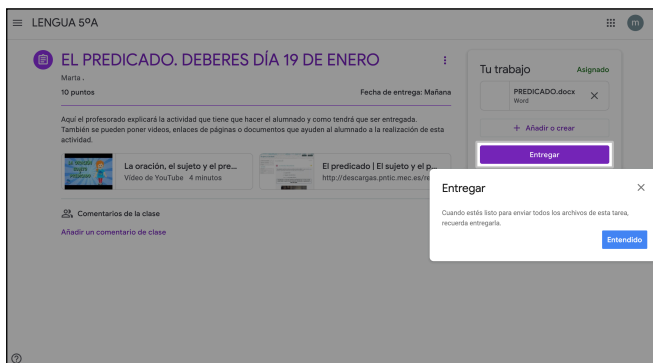 LENGUA 5ºA
m
EL PREDICADO. DEBERES DÍA 19 DE ENERO
Marta .
10 puntos
Fecha de entrega: Mañana
Aquí el profesorado explicará la actividad que tiene que hacer el alumnado y como tendrá que ser entregada.
También se pueden poner videos, enlaces de páginas o documentos que ayuden al alumnado a la realización de esta
actividad.
La oración, el sujeto y el pre...
Vídeo de YouTube 4 minutos
El predicado | El sujeto y el p...
http://descargas.pntic.mec.es/re
Comentarios de la clase
Añadir un comentario de clase
Tu trabajo
Asignado
PREDICADO.docx
Word
+ Añadir o crear
Entregar
Entregar
Cuando estés listo para enviar todos los archivos de esta tarea,
recuerda entregarla.
Entendido